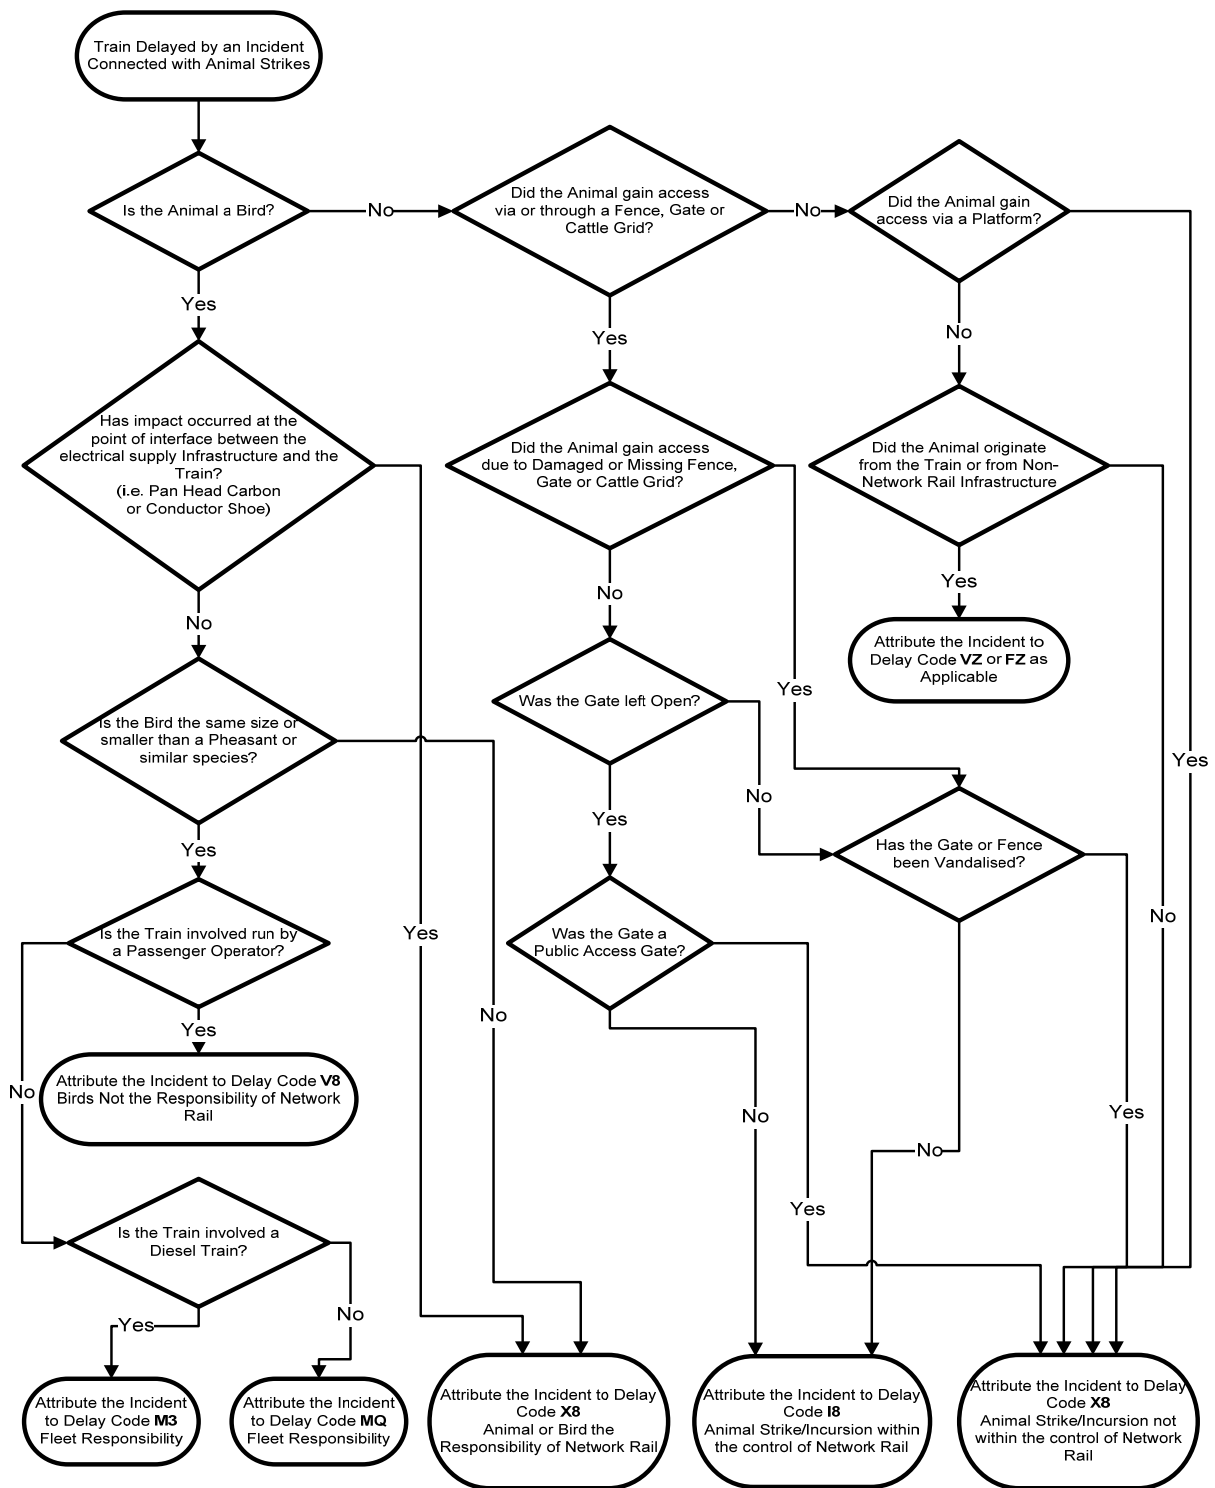 Train Delayed by an Incident
Connected with Animal Strikes
Is the Animal a Bird?
No
Did the Animal gain access
via or through a Fence, Gate or
Cattle Grid?
No
Did the Animal gain
access via a Platform?
Yes
Yes
No
Has impact occurred at the
point of interface between the
electrical supply Infrastructure and the
Train?
(i.e. Pan Head Carbon
or Conductor Shoe)
Did the Animal gain access
due to Damaged or Missing Fence,
Gate or Cattle Grid?
Did the Animal originate
from the Train or from Non-
Network Rail Infrastructure
Yes
No
No
Attribute the Incident to
Delay Code VZ or FZ as
Applicable
Is the Bird the same size or
smaller than a Pheasant or
similar species?
Was the Gate left Open?
Yes
Yes
No
Yes
Yes
Has the Gate or Fence
been Vandalised?
Is the Train involved run by
a Passenger Operator?
Yes
Was the Gate a
Public Access Gate?
No
No
Yes
Attribute the Incident to Delay Code V8
Birds Not the Responsibility of Network
Rail
No
No
Yes
No
Yes
Is the Train involved a
Diesel Train?
Yes
No
Attribute the Incident
to Delay Code M3
Fleet Responsibility
Attribute the Incident
to Delay Code MQ
Fleet Responsibility
Attribute the Incident to Delay
Code X8
Animal or Bird the
Responsibility of Network Rail
Attribute the Incident to Delay
Code I8
Animal Strike/Incursion within
the control of Network Rail
Attribute the Incident to Delay
Code X8
Animal Strike/Incursion not
within the control of Network
Rail